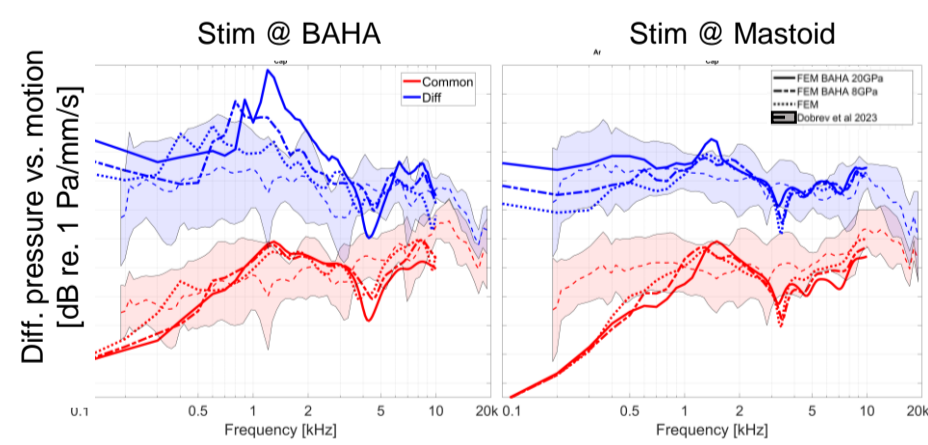 Stim @ BAHA
Stim @ Mastoid
Ar
Diff. pressure vs. motion
[dB re. 1 Pa/mm/s]
Common
Diff
FEM BAHA 20GPa
FEM BAHA 8GPa
FEM
Dobrev et al 2023
0.1 0.5 1 2 5 10 20k
0.1 0.5 1 2 5 10 20k
Frequency [kHz]
Frequency [kHz]